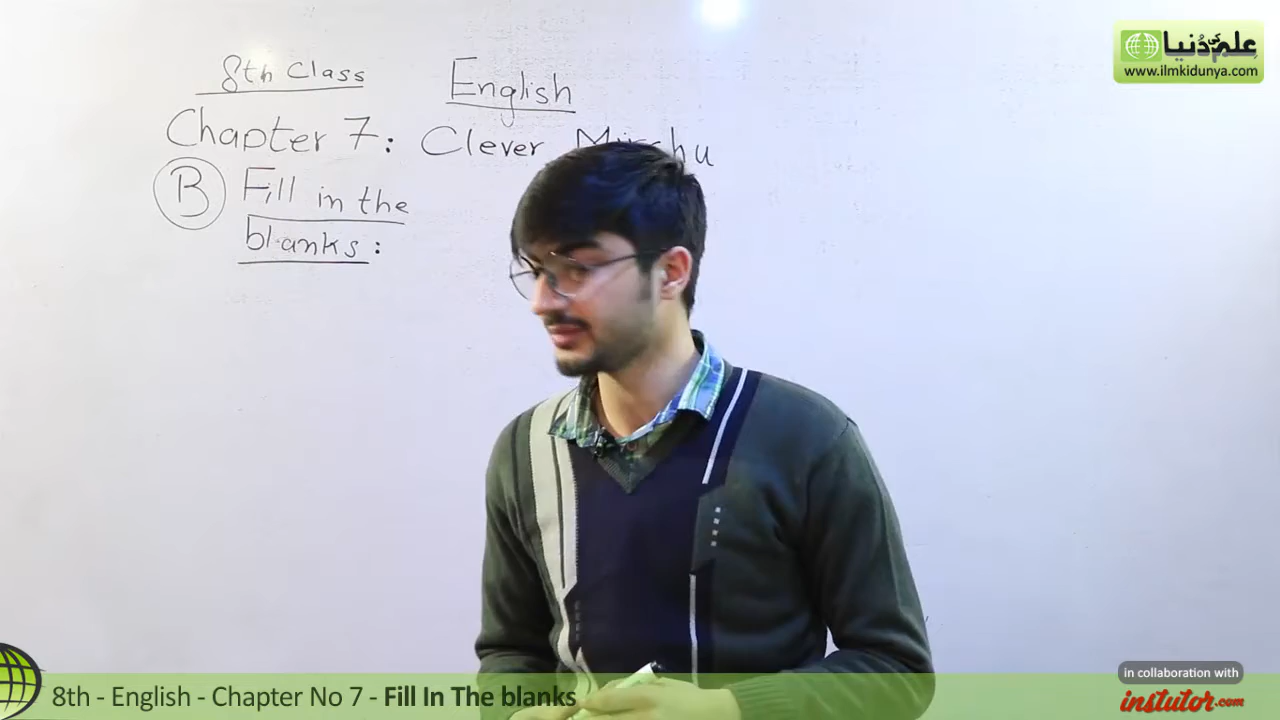 8th Class English
Chapter 7: Clever
B Fill in the
blanks:
علم کی دُنیا
www.ilmkidunya.com
8th - English - Chapter No 7 - Fill In The blanks
in collaboration with
instutor.com